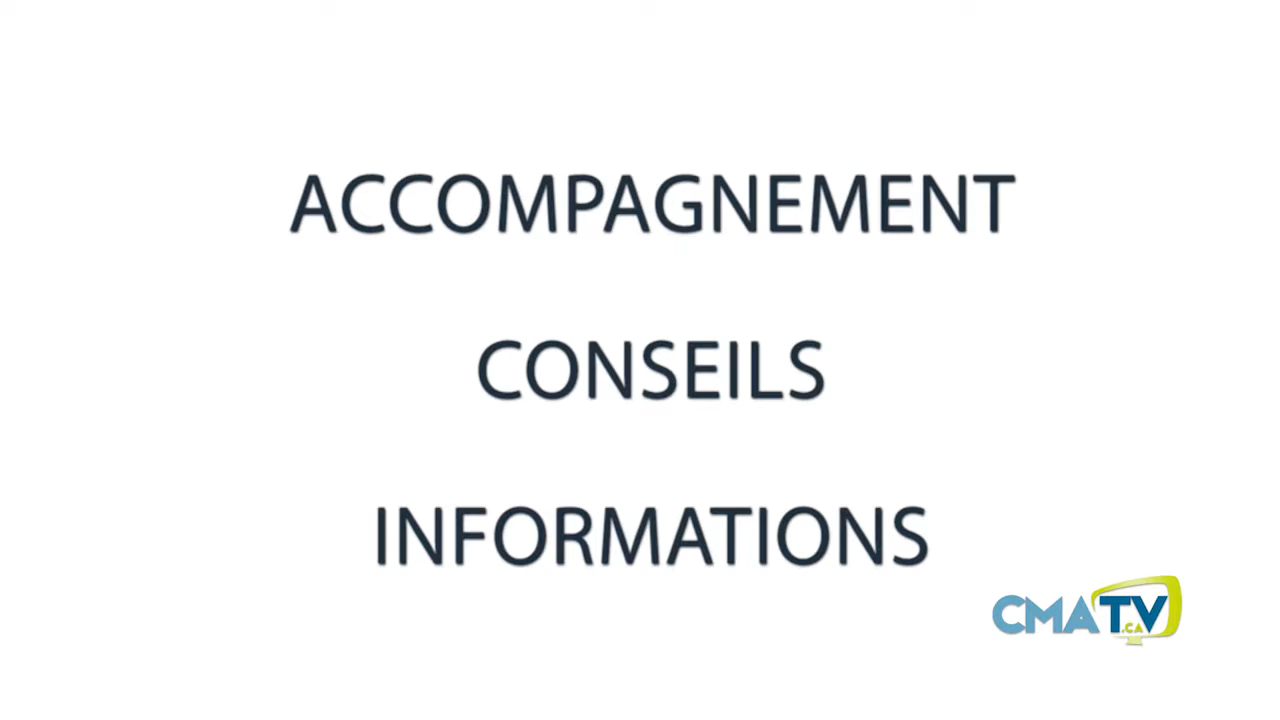 ACCOMPAGNEMENT
CONSEILS
INFORMATIONS
CMATV
.CA